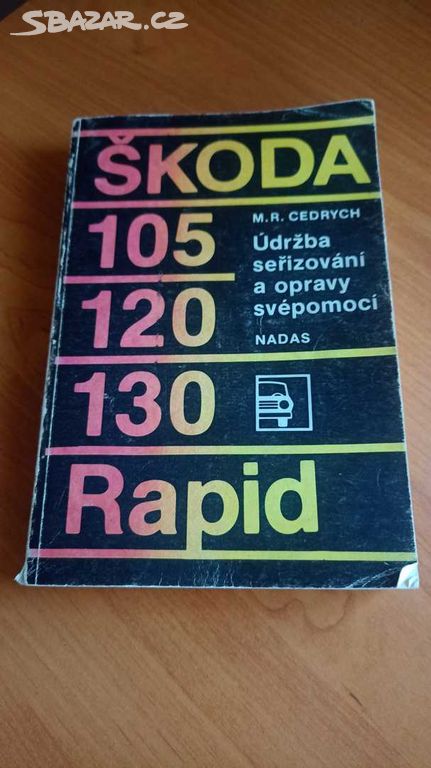 SBAZAR.CZ
ŠKODA
105
120
130
Rapid
M.R. CEDRYCH
Údržba
seřizování
a opravy
svépomocí
NADAS